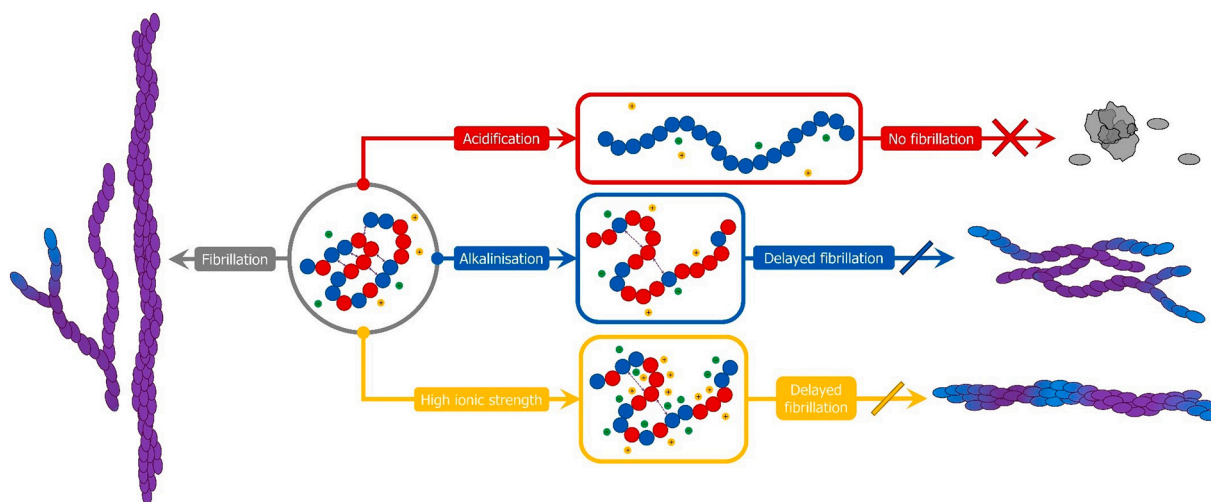 Acidification
No fibrillation
Fibrillation
Alkalinisation
Delayed fibrillation
High ionic strength
Delayed
fibrillation